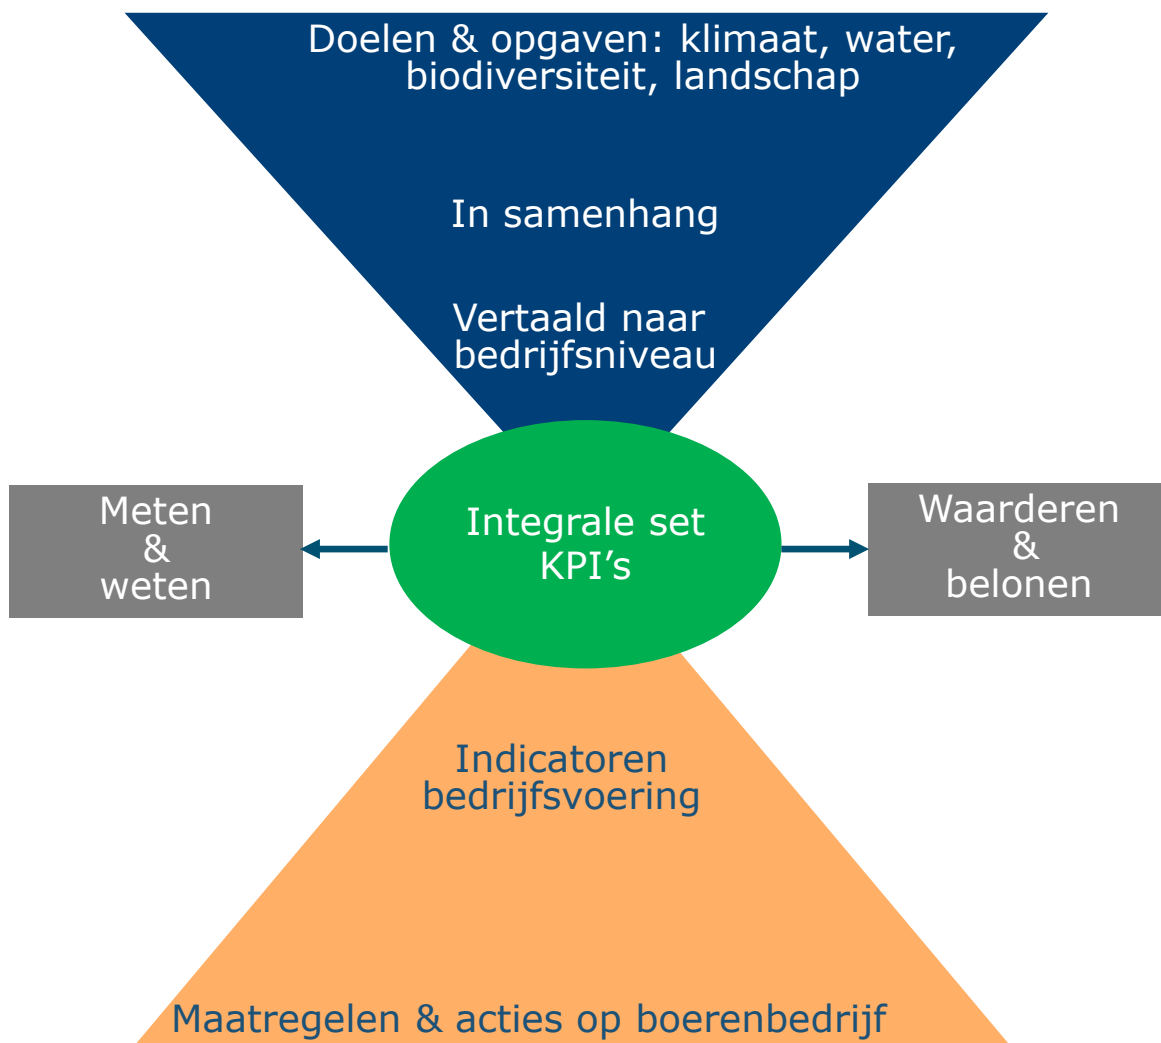 Doelen & opgaven: klimaat, water,
biodiversiteit, landschap
In samenhang
Vertaald naar
bedrijfsniveau
Meten
&
weten
Integrale set
KPI’s
Waarderen
&
belonen
Indicatoren
bedrijfsvoering
Maatregelen & acties op boerenbedrijf